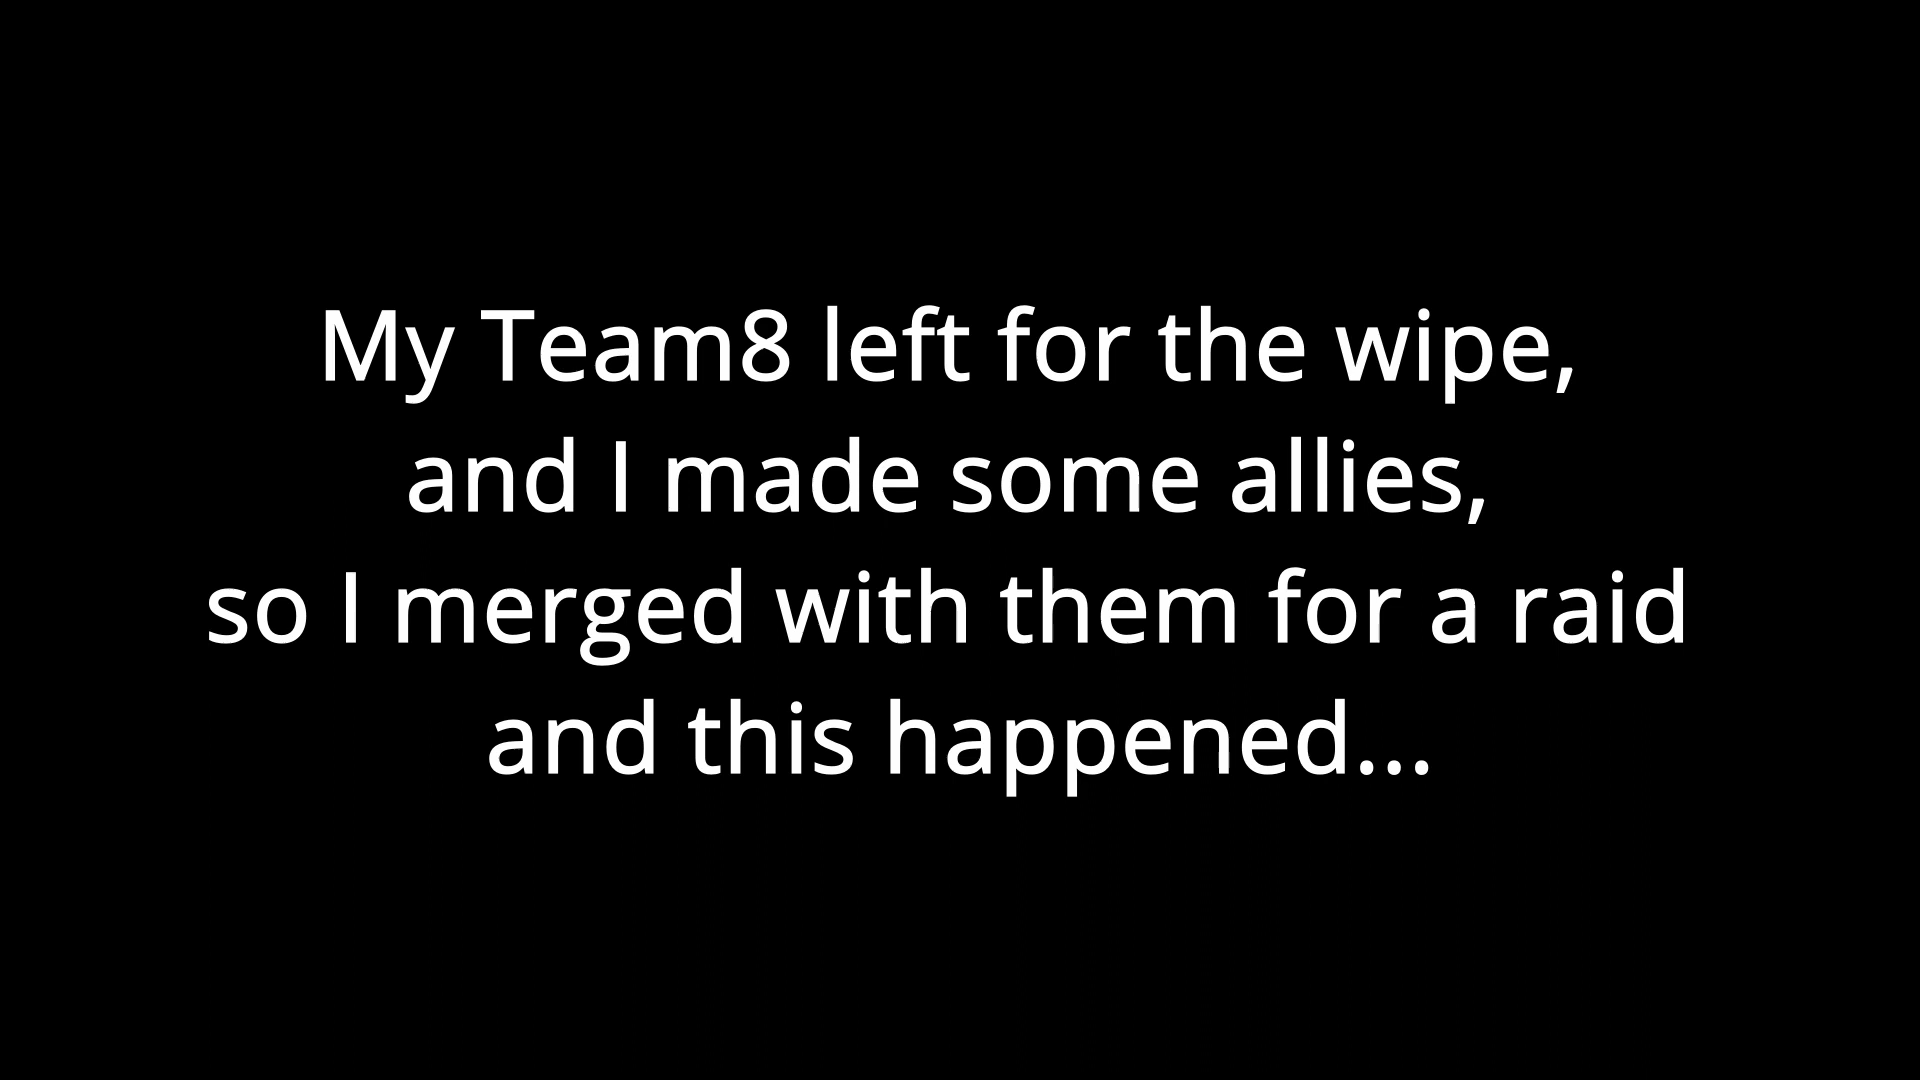 My Team8 left for the wipe,
and I made some allies,
so I merged with them for a raid
and this happened...